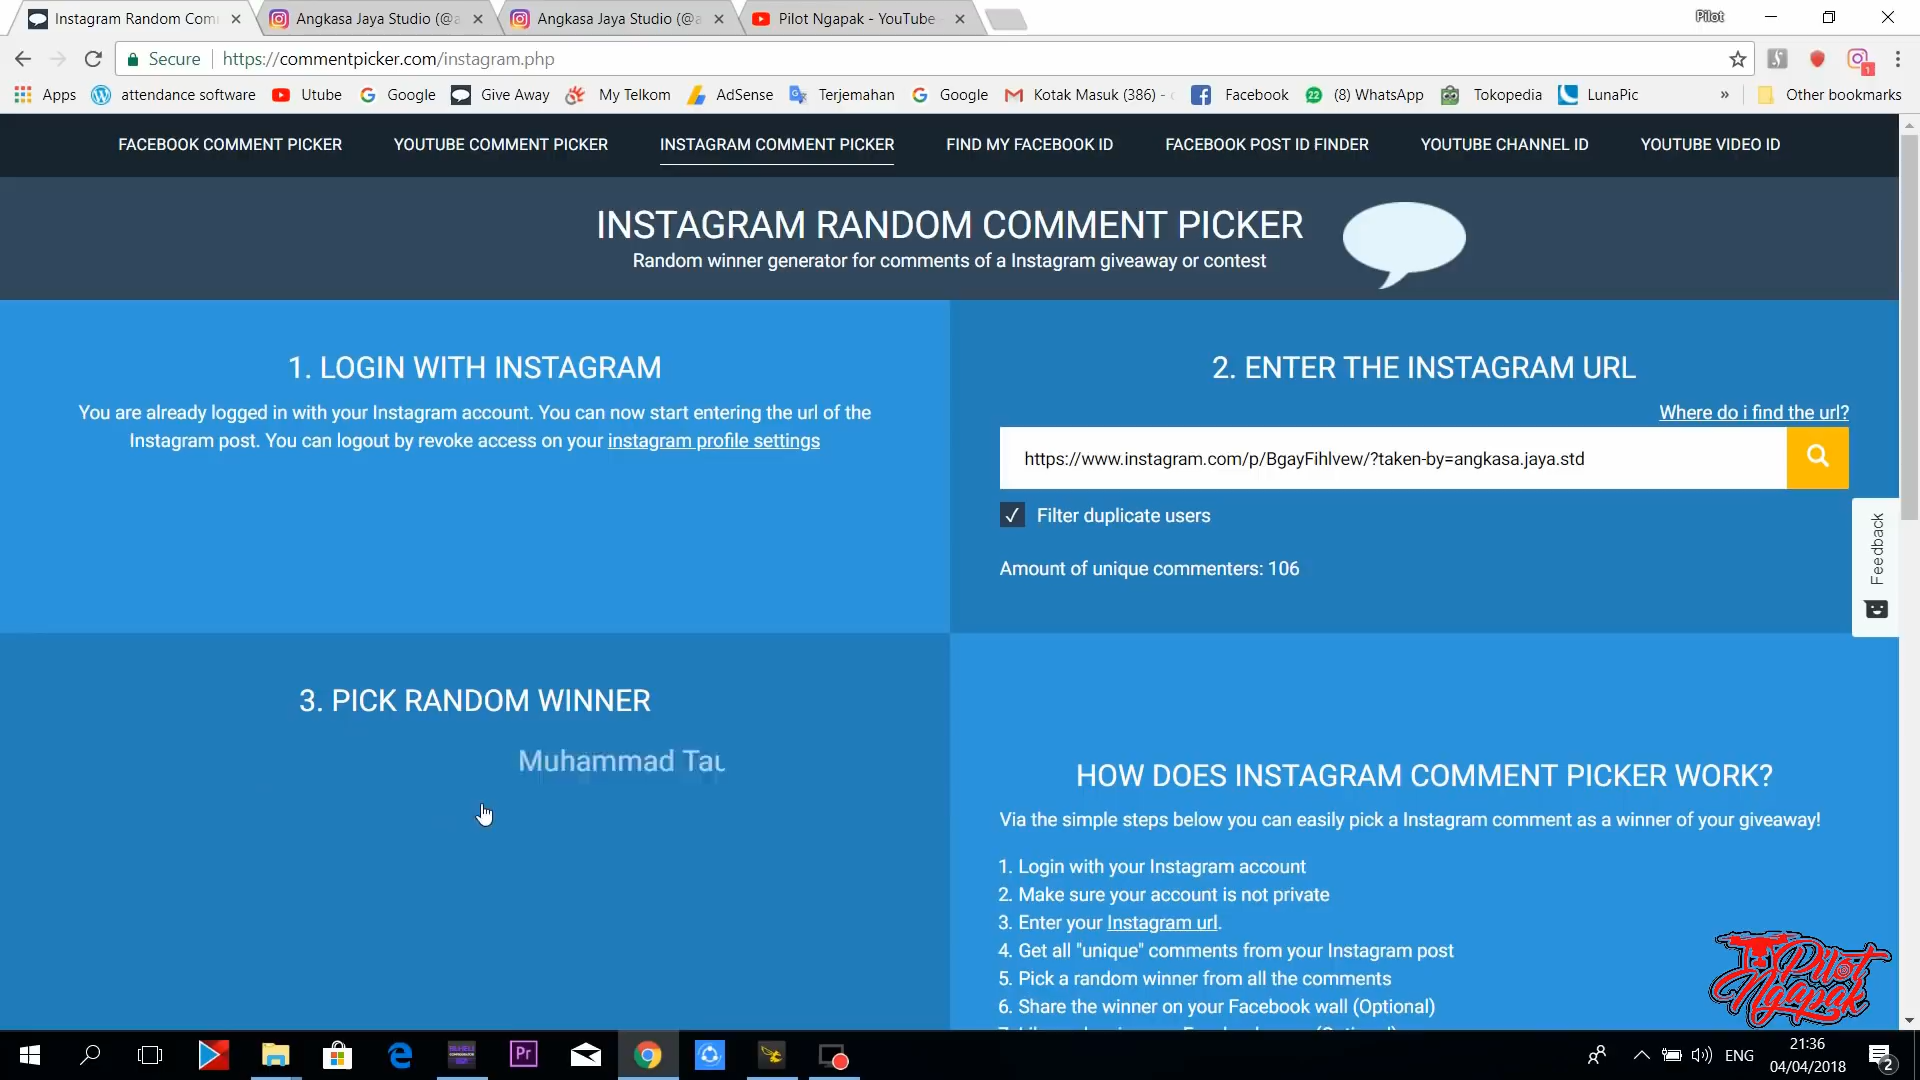 Instagram Random Com
Angkasa Jaya Studio (@a
Angkasa Jaya Studio (@a
Pilot Ngapak - YouTube
Pilot
Secure
https://commentpicker.com/instagram.php
1
Apps
attendance software
Utube
Google
Give Away
My Telkom
AdSense
Terjemahan
Google
Kotak Masuk (386) -
Facebook
22
(8) WhatsApp
Tokopedia
LunaPic
»
Other bookmarks
FACEBOOK COMMENT PICKER
YOUTUBE COMMENT PICKER
INSTAGRAM COMMENT PICKER
FIND MY FACEBOOK ID
FACEBOOK POST ID FINDER
YOUTUBE CHANNEL ID
YOUTUBE VIDEO ID
INSTAGRAM RANDOM COMMENT PICKER
Random winner generator for comments of a Instagram giveaway or contest
1. LOGIN WITH INSTAGRAM
You are already logged in with your Instagram account. You can now start entering the url of the
Instagram post. You can logout by revoke access on your instagram profile settings
2. ENTER THE INSTAGRAM URL
Where do i find the url?
https://www.instagram.com/p/BgayFihlvew/?taken-by=angkasa.jaya.std
Filter duplicate users
Amount of unique commenters: 106
Feedback
3. PICK RANDOM WINNER
Muhammad Tau
HOW DOES INSTAGRAM COMMENT PICKER WORK?
Via the simple steps below you can easily pick a Instagram comment as a winner of your giveaway!
1. Login with your Instagram account
2. Make sure your account is not private
3. Enter your Instagram url.
4. Get all "unique" comments from your Instagram post
5. Pick a random winner from all the comments
6. Share the winner on your Facebook wall (Optional)
Pilot
Ngapak
Pr
ENG
21:36
04/04/2018
2